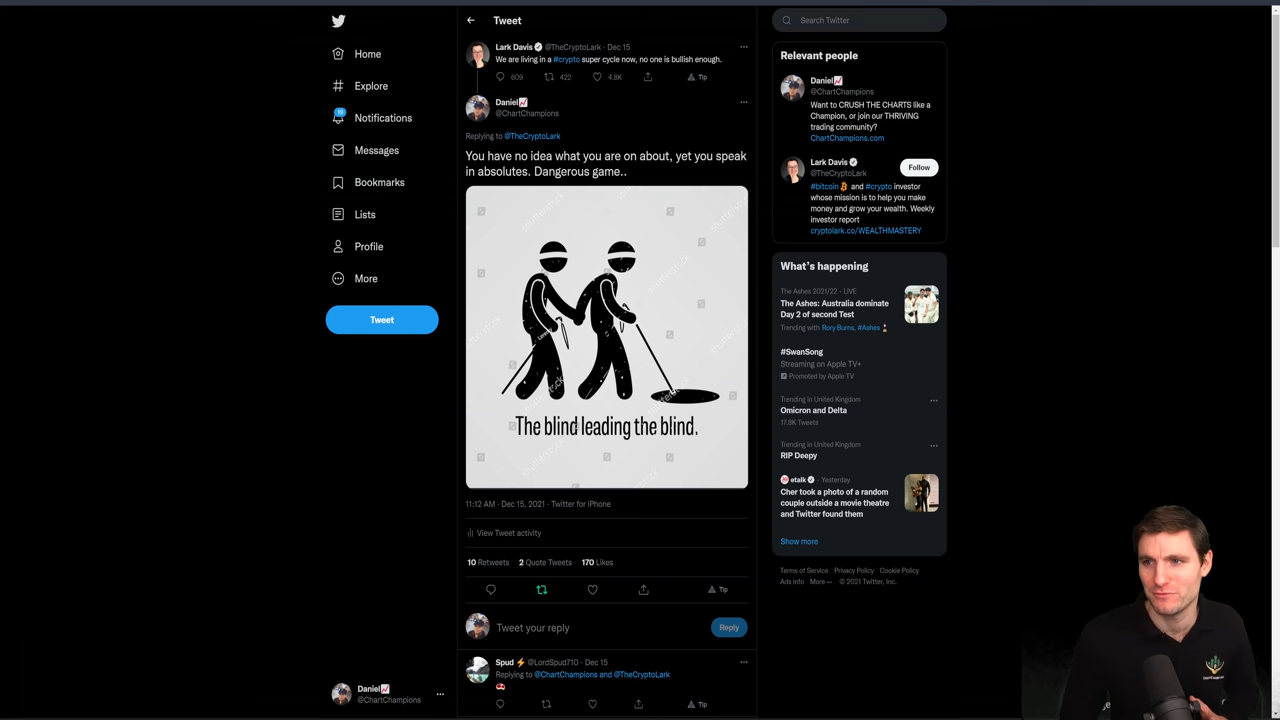 Tweet
Search Twitter
Home
Explore
19
Notifications
Messages
Bookmarks
Lists
Profile
More
Tweet
Lark Davis @TheCryptoLark · Dec 15
We are living in a #crypto super cycle now, no one is bullish enough.
609 422 4.8K Tip
Daniel
@ChartChampions
Replying to @TheCryptoLark
You have no idea what you are on about, yet you speak
in absolutes. Dangerous game..
shutterstock
The blind leading the blind.
11:12 AM · Dec 15, 2021 · Twitter for iPhone
View Tweet activity
10 Retweets 2 Quote Tweets 170 Likes
Tip
Tweet your reply
Reply
Spud @LordSpud710 · Dec 15
Replying to @ChartChampions and @TheCryptoLark
Tip
Daniel
@ChartChampions
Relevant people
Daniel
@ChartChampions
Want to CRUSH THE CHARTS like a
Champion, or join our THRIVING
trading community?
ChartChampions.com
Lark Davis
@TheCryptoLark
Follow
#bitcoin and #crypto investor
whose mission is to help you make
money and grow your wealth. Weekly
investor report
cryptolark.co/WEALTHMASTERY
What's happening
The Ashes 2021/22 · LIVE
The Ashes: Australia dominate
Day 2 of second Test
Trending with Rory Burns, #Ashes
#SwanSong
Streaming on Apple TV+
Promoted by Apple TV
Trending in United Kingdom
Omicron and Delta
17.8K Tweets
Trending in United Kingdom
RIP Deepy
etalk · Yesterday
Cher took a photo of a random
couple outside a movie theatre
and Twitter found them
Show more
Terms of Service Privacy Policy Cookie Policy
Ads info More ··· © 2021 Twitter, Inc.